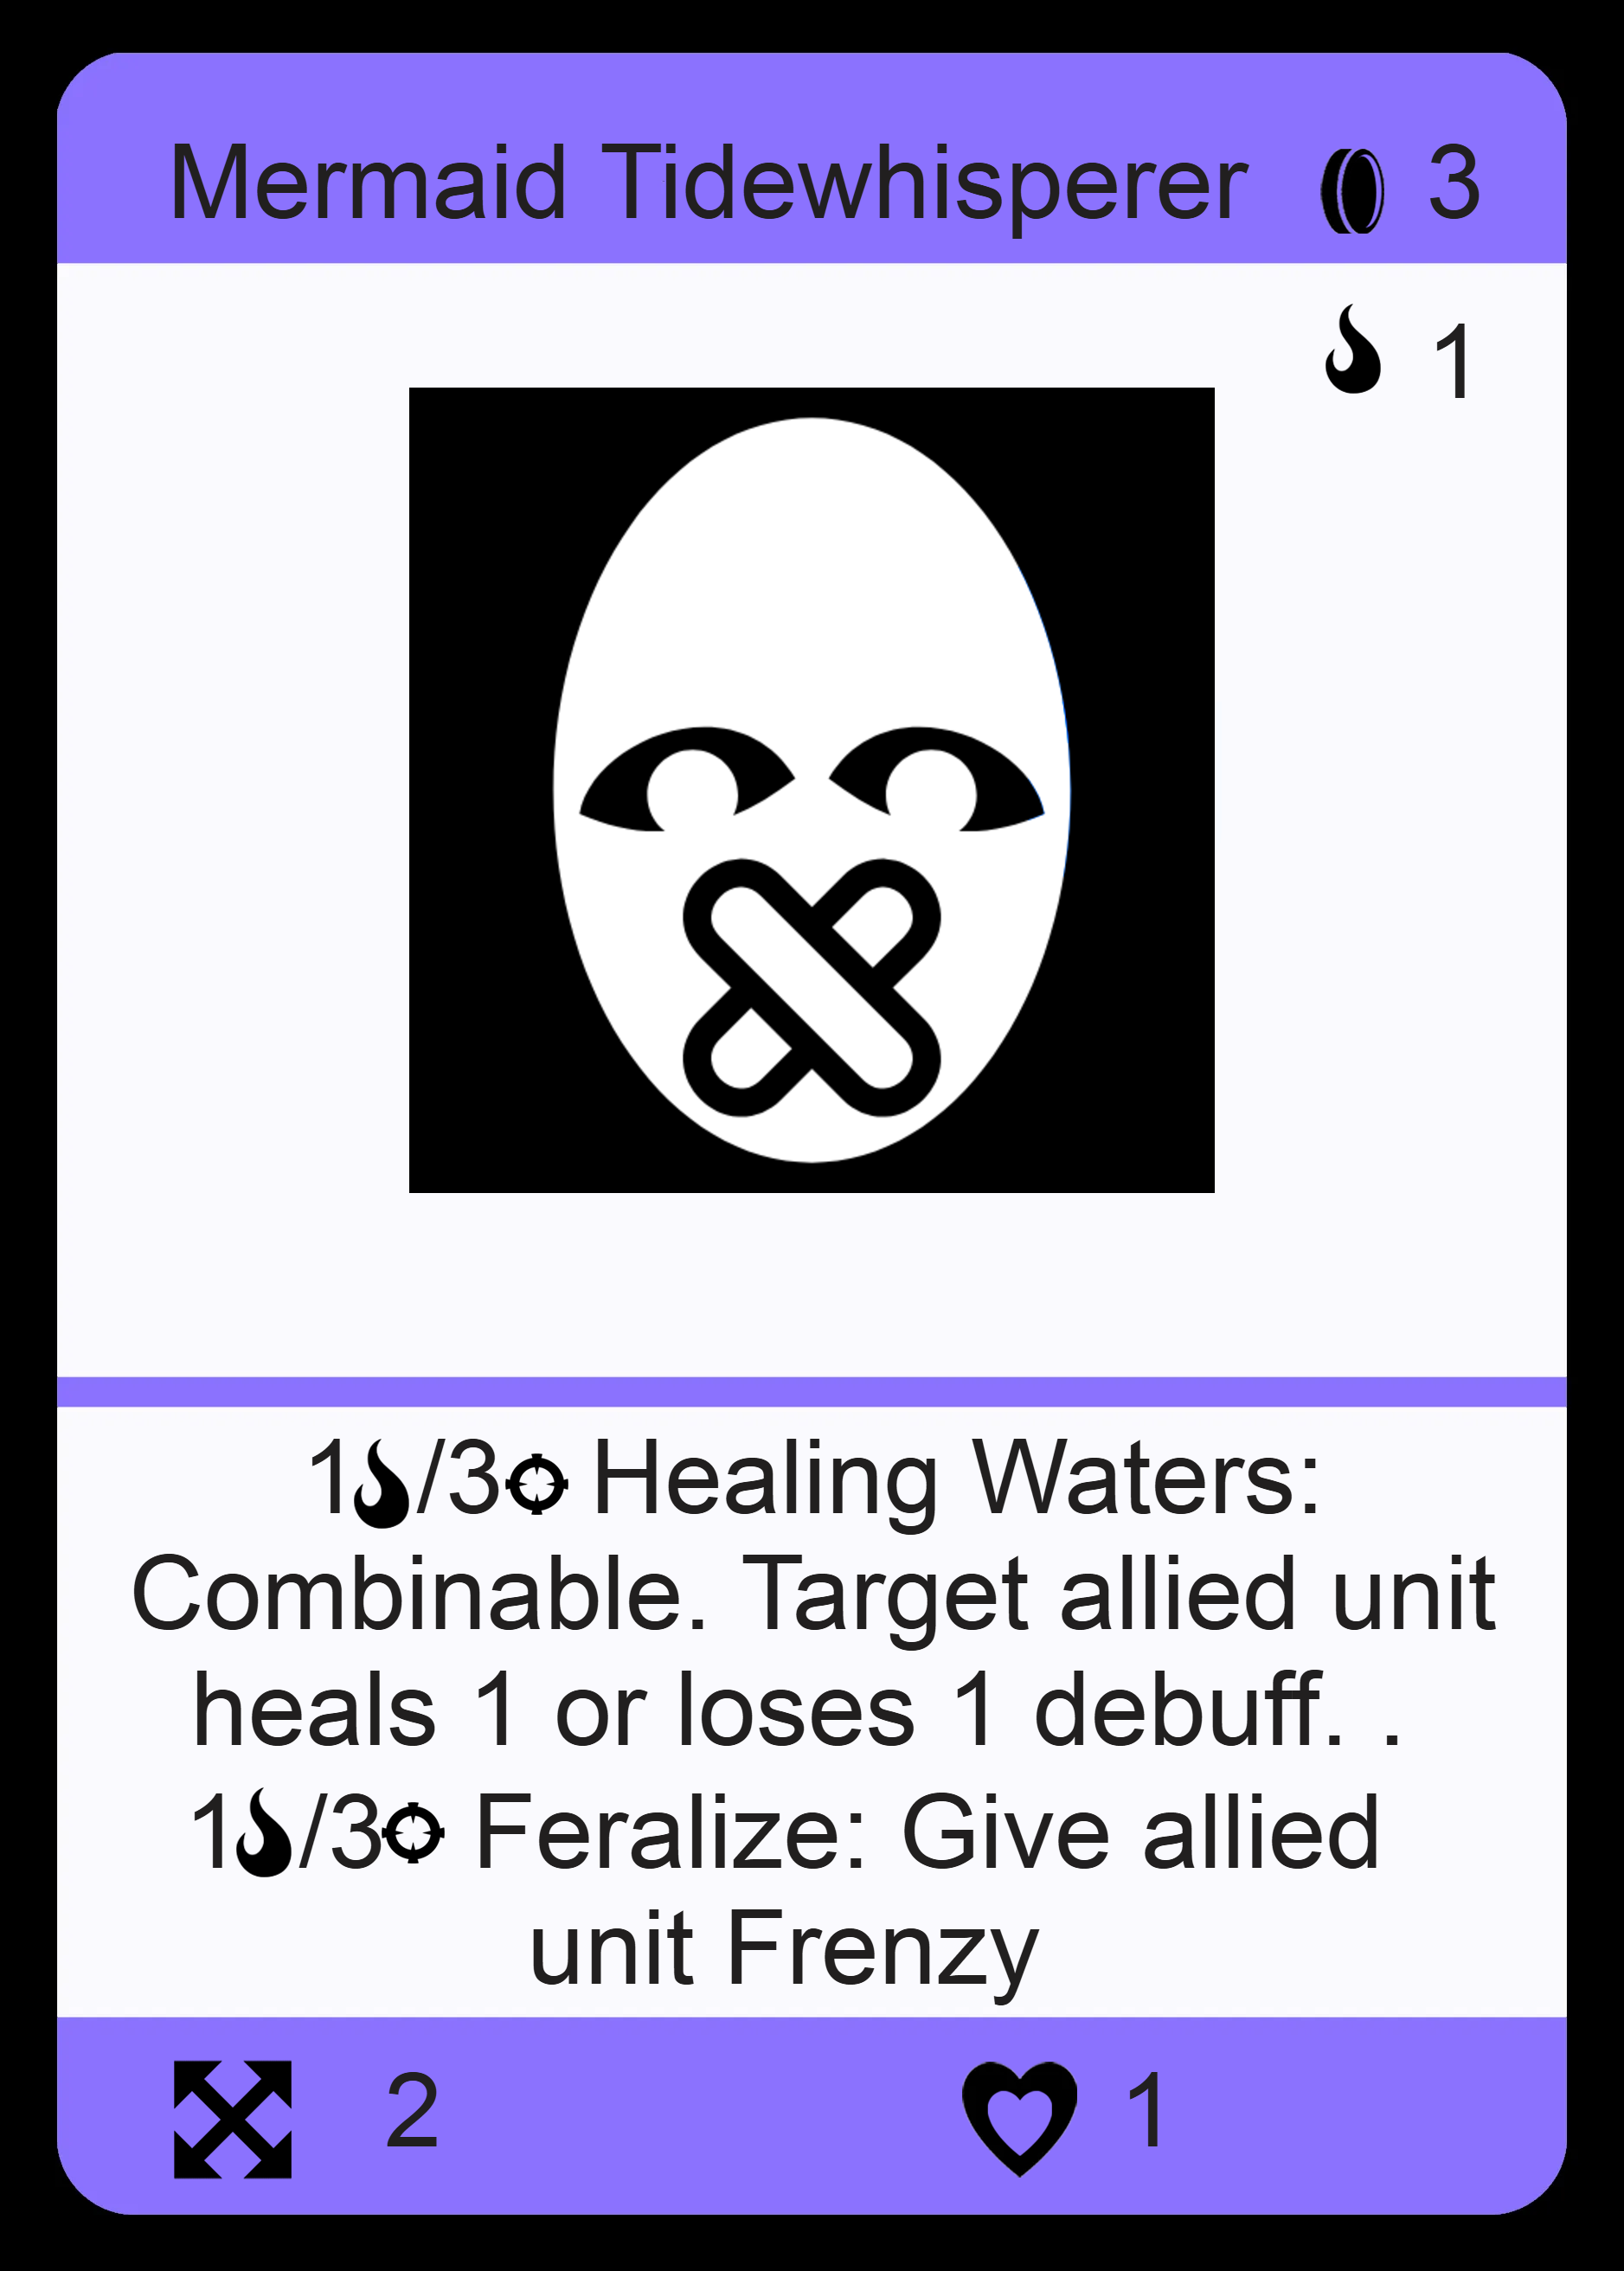 Mermaid Tidewhisperer 3
1
1/3 Healing Waters:
Combinable. Target allied unit
heals 1 or loses 1 debuff. .
1/3 Feralize: Give allied
unit Frenzy
2 1